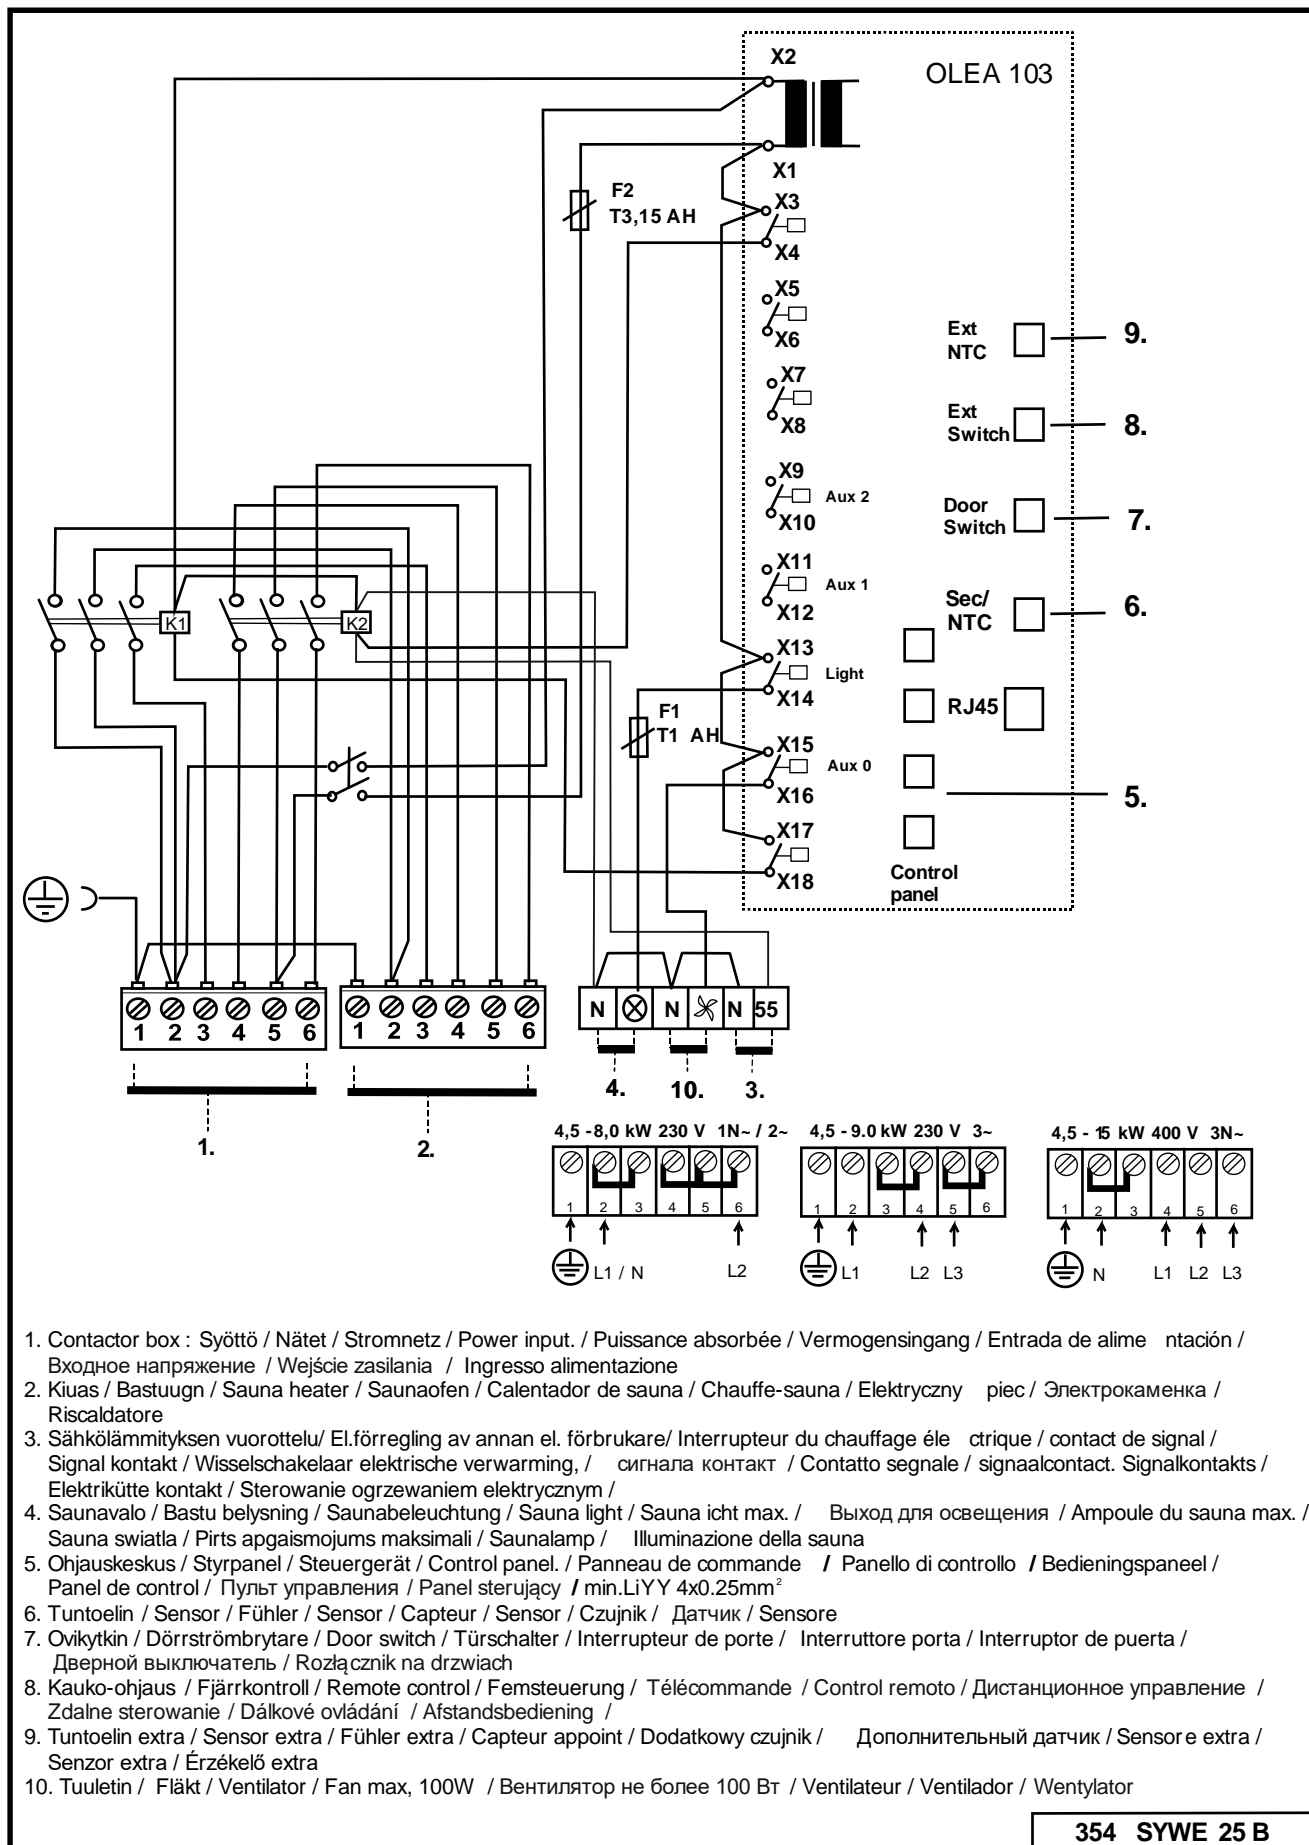 X2
OLEA 103
X1
F2
T3,15 AH
X3
X4
X5
X6
Ext
NTC
9.
X7
X8
Ext
Switch
8.
X9
Aux 2
X10
Door
Switch
7.
X11
Aux 1
X12
Sec/
NTC
6.
K1
K2
X13
Light
X14
RJ45
F1
T1 AH
X15
Aux 0
X16
5.
X17
X18
Control
panel
1 2 3 4 5 6
1 2 3 4 5 6
N N N 55
4. 10. 3.
1. 2.
4,5 - 8,0 kW 230 V 1N~ / 2~
4,5 - 9.0 kW 230 V 3~
4,5 - 15 kW 400 V 3N~
1 2 3 4 5 6
1 2 3 4 5 6
1 2 3 4 5 6
L1 / N L2
L1 L2 L3
N L1 L2 L3
1. Contactor box : Syöttö / Nätet / Stromnetz / Power input. / Puissance absorbée / Vermogensingang / Entrada de alime ntación /
Входное напряжение / Wejście zasilania / Ingresso alimentazione
2. Kiuas / Bastuugn / Sauna heater / Saunaofen / Calentador de sauna / Chauffe-sauna / Elektryczny piec / Электрокаменка /
Riscaldatore
3. Sähkölämmityksen vuorottelu/ El.förregling av annan el. förbrukare/ Interrupteur du chauffage éle ctrique / contact de signal /
Signal kontakt / Wisselschakelaar elektrische verwarming, / сигнала контакт / Contatto segnale / signaalcontact. Signalkontakts /
Elektrikütte kontakt / Sterowanie ogrzewaniem elektrycznym /
4. Saunavalo / Bastu belysning / Saunabeleuchtung / Sauna light / Sauna icht max. / Выход для освещения / Ampoule du sauna max. /
Sauna swiatla / Pirts apgaismojums maksimali / Saunalamp / Illuminazione della sauna
5. Ohjauskeskus / Styrpanel / Steuergerät / Control panel. / Panneau de commande / Panello di controllo / Bedieningspaneel /
Panel de control / Пульт управления / Panel sterujący / min.LiYY 4x0.25mm²
6. Tuntoelin / Sensor / Fühler / Sensor / Capteur / Sensor / Czujnik / Датчик / Sensore
7. Ovikytkin / Dörrströmbrytare / Door switch / Türschalter / Interrupteur de porte / Interruttore porta / Interruptor de puerta /
Дверной выключатель / Rozłącznik na drzwiach
8. Kauko-ohjaus / Fjärrkontroll / Remote control / Femsteuerung / Télécommande / Control remoto / Дистанционное управление /
Zdalne sterowanie / Dálkové ovládání / Afstandsbediening /
9. Tuntoelin extra / Sensor extra / Fühler extra / Capteur appoint / Dodatkowy czujnik / Дополнительный датчик / Sensore extra /
Senzor extra / Érzékelő extra
10. Tuuletin / Fläkt / Ventilator / Fan max, 100W / Вентилятор не более 100 Вт / Ventilateur / Ventilador / Wentylator
354 SYWE 25 B